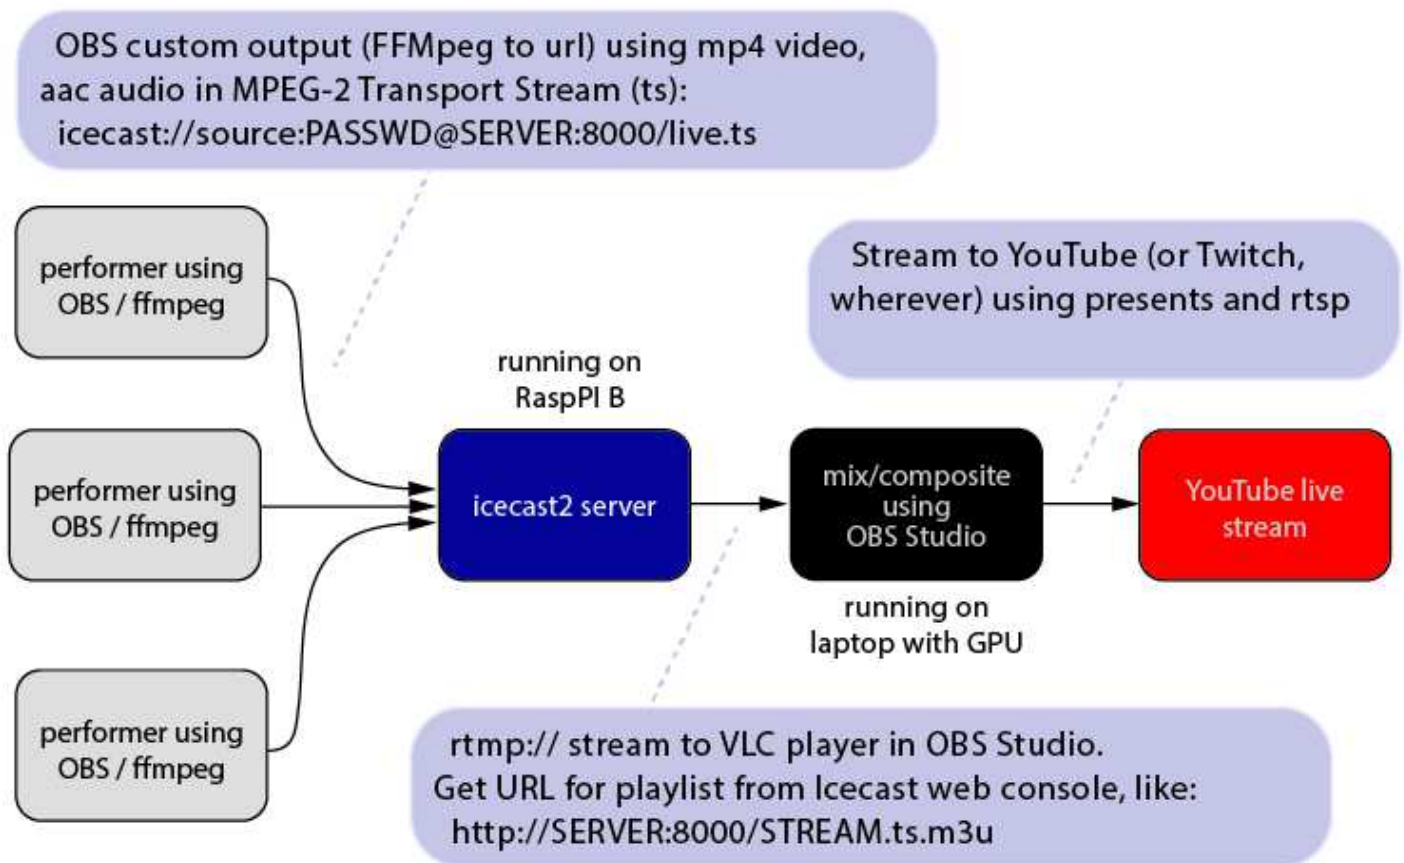 OBS custom output (FFMpeg to url) using mp4 video,
aac audio in MPEG-2 Transport Stream (ts):
icecast://source:PASSWD@SERVER:8000/live.ts
performer using
OBS / ffmpeg
Stream to YouTube (or Twitch,
wherever) using presents and rtsp
running on
RaspPI B
performer using
OBS / ffmpeg
icecast2 server
mix/composite
using
OBS Studio
YouTube live
stream
running on
laptop with GPU
performer using
OBS / ffmpeg
rtmp:// stream to VLC player in OBS Studio.
Get URL for playlist from Icecast web console, like:
http://SERVER:8000/STREAM.ts.m3u